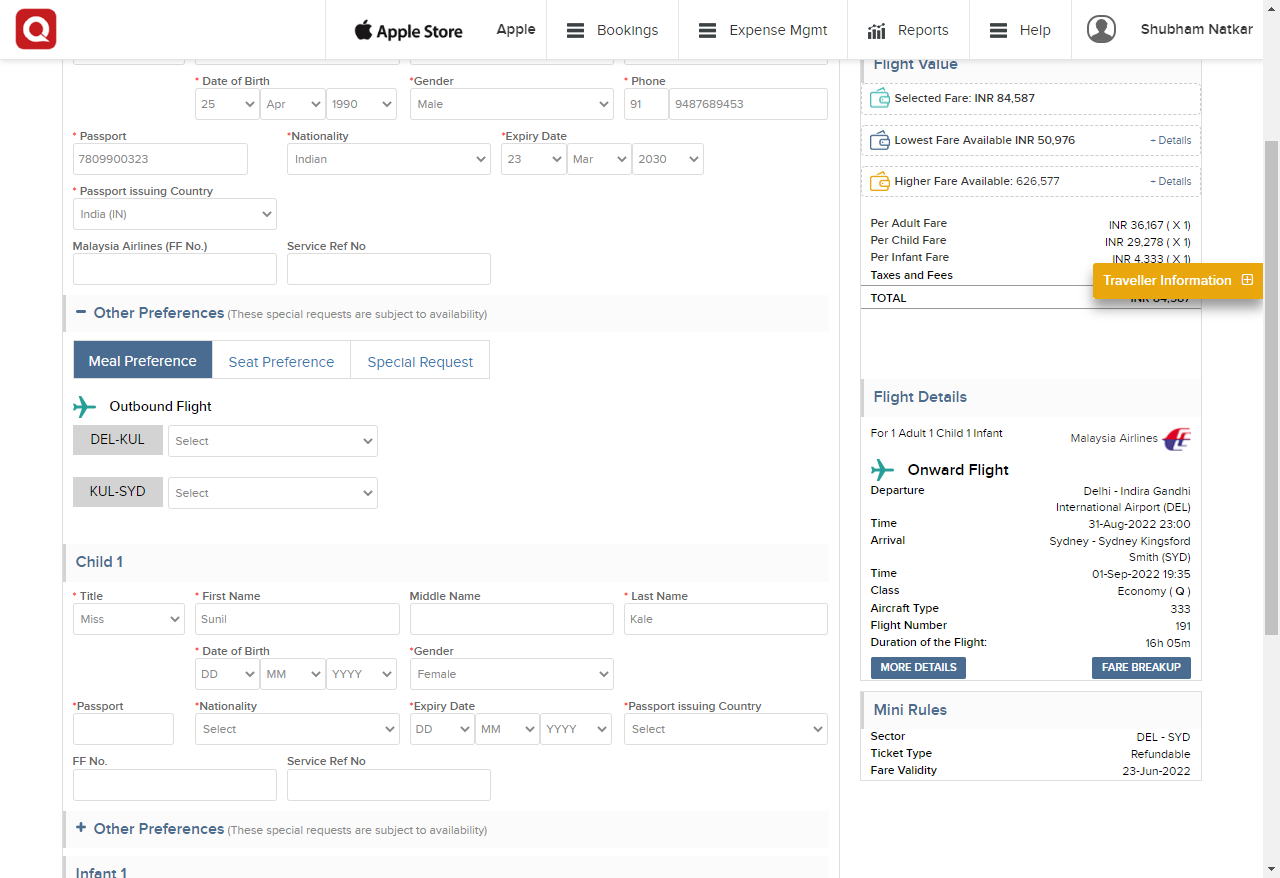 Q
Apple Store
Apple
Bookings
Expense Mgmt
Reports
Help
Shubham Natkar
* Date of Birth
*Gender
* Phone
25 Apr 1990
Male
91 9487689453
* Passport
*Nationality
*Expiry Date
7809900323
Indian
23 Mar 2030
* Passport issuing Country
India (IN)
Malaysia Airlines (FF No.)
Service Ref No
− Other Preferences (These special requests are subject to availability)
Meal Preference
Seat Preference
Special Request
Outbound Flight
DEL-KUL Select
KUL-SYD Select
Child 1
* Title
* First Name
Middle Name
* Last Name
Miss
Sunil
Kale
* Date of Birth
*Gender
DD MM YYYY
Female
*Passport
*Nationality
*Expiry Date
*Passport issuing Country
Select
DD MM YYYY
Select
FF No.
Service Ref No
+ Other Preferences (These special requests are subject to availability)
Infant 1
Flight Value
Selected Fare: INR 84,587
Lowest Fare Available INR 50,976 - Details
Higher Fare Available: 626,577 - Details
Per Adult Fare INR 36,167 ( X 1)
Per Child Fare INR 29,278 ( X 1)
Per Infant Fare INR 4,333 ( X 1)
Taxes and Fees
Traveller Information
TOTAL INR 84,587
Flight Details
For 1 Adult 1 Child 1 Infant
Malaysia Airlines
Onward Flight
Departure Delhi - Indira Gandhi
International Airport (DEL)
Time 31-Aug-2022 23:00
Arrival Sydney - Sydney Kingsford
Smith (SYD)
Time 01-Sep-2022 19:35
Class Economy ( Q )
Aircraft Type 333
Flight Number 191
Duration of the Flight: 16h 05m
MORE DETAILS
FARE BREAKUP
Mini Rules
Sector DEL - SYD
Ticket Type Refundable
Fare Validity 23-Jun-2022